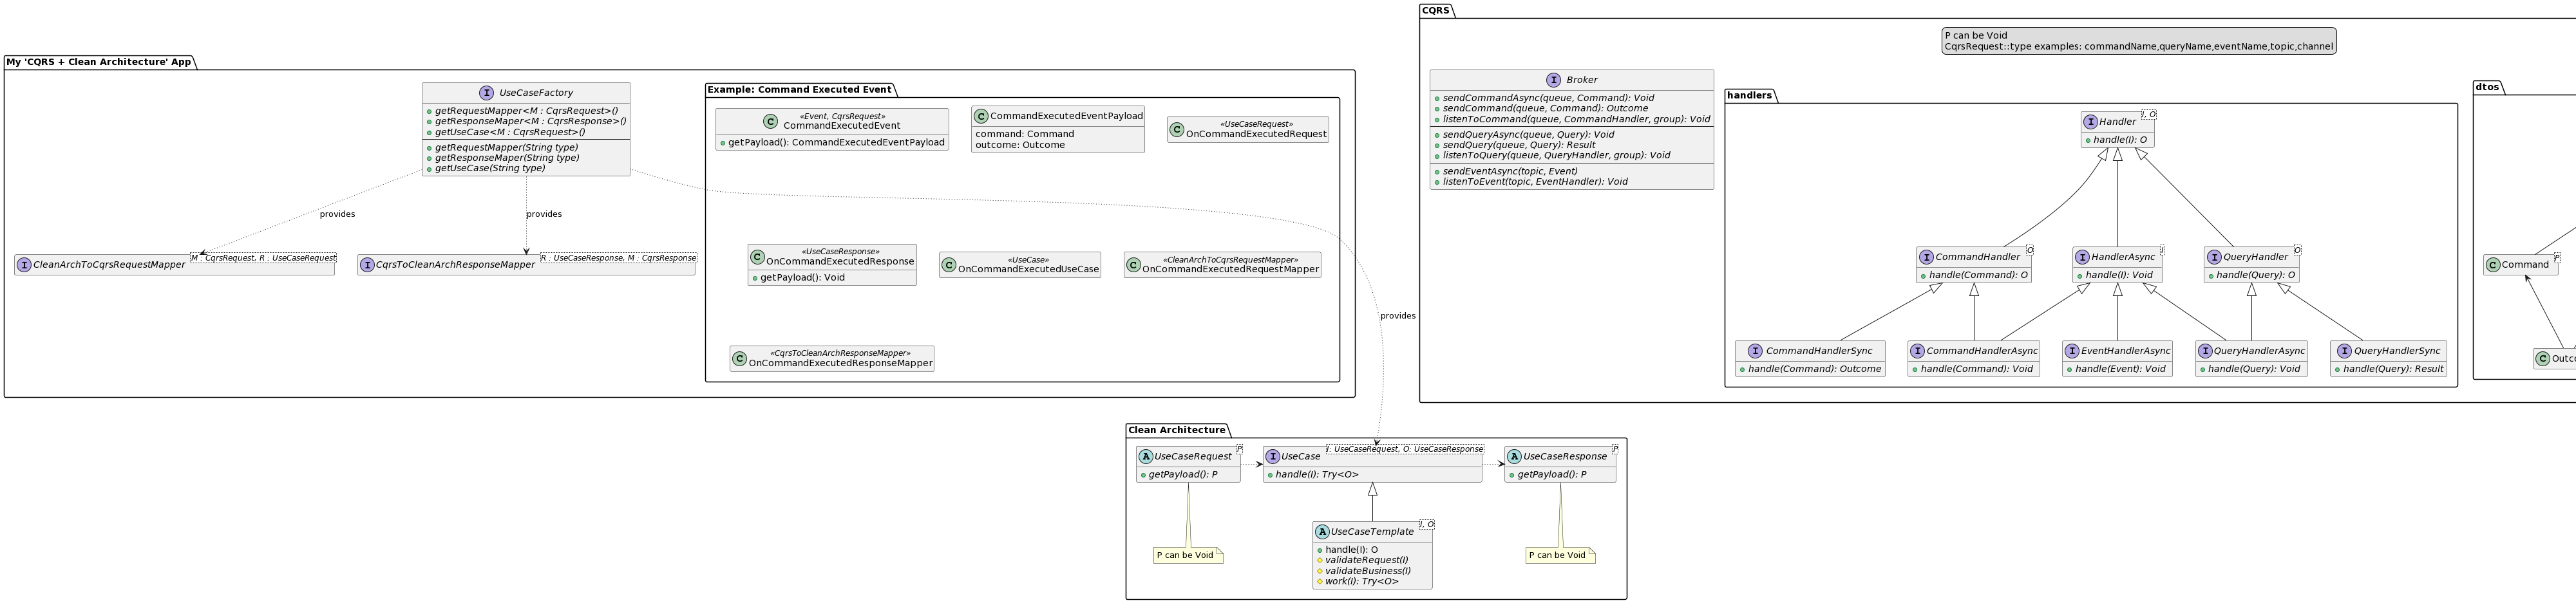 My 'CQRS + Clean Architecture' App
UseCaseFactory
getRequestMapper<M : CqrsRequest>()
getResponseMaper<M : CqrsResponse>()
getUseCase<M : CqrsRequest>()
getRequestMapper(String type)
getResponseMaper(String type)
getUseCase(String type)
provides
provides
provides
CleanArchToCqrsRequestMapper
M : CqrsRequest, R : UseCaseRequest
CqrsToCleanArchResponseMapper
R : UseCaseResponse, M : CqrsResponse
Example: Command Executed Event
«Event, CqrsRequest»
CommandExecutedEvent
getPayload(): CommandExecutedEventPayload
CommandExecutedEventPayload
command: Command
outcome: Outcome
«UseCaseRequest»
OnCommandExecutedRequest
«UseCaseResponse»
OnCommandExecutedResponse
getPayload(): Void
«UseCase»
OnCommandExecutedUseCase
«CleanArchToCqrsRequestMapper»
OnCommandExecutedRequestMapper
«CqrsToCleanArchResponseMapper»
OnCommandExecutedResponseMapper
CQRS
P can be Void
CqrsRequest::type examples: commandName,queryName,eventName,topic,channel
Broker
sendCommandAsync(queue, Command): Void
sendCommand(queue, Command): Outcome
listenToCommand(queue, CommandHandler, group): Void
sendQueryAsync(queue, Query): Void
sendQuery(queue, Query): Result
listenToQuery(queue, QueryHandler, group): Void
sendEventAsync(topic, Event)
listenToEvent(topic, EventHandler): Void
handlers
Handler
I, O
handle(I): O
CommandHandler
O
handle(Command): O
HandlerAsync
I
handle(I): Void
QueryHandler
O
handle(Query): O
CommandHandlerSync
handle(Command): Outcome
CommandHandlerAsync
handle(Command): Void
EventHandlerAsync
handle(Event): Void
QueryHandlerAsync
handle(Query): Void
QueryHandlerSync
handle(Query): Result
dtos
Command
P
Clean Architecture
UseCaseRequest
P
getPayload(): P
UseCase
I: UseCaseRequest, O: UseCaseResponse
handle(I): Try<O>
UseCaseResponse
P
getPayload(): P
UseCaseTemplate
I, O
handle(I): O
validateRequest(I)
validateBusiness(I)
work(I): Try<O>
P can be Void
P can be Void